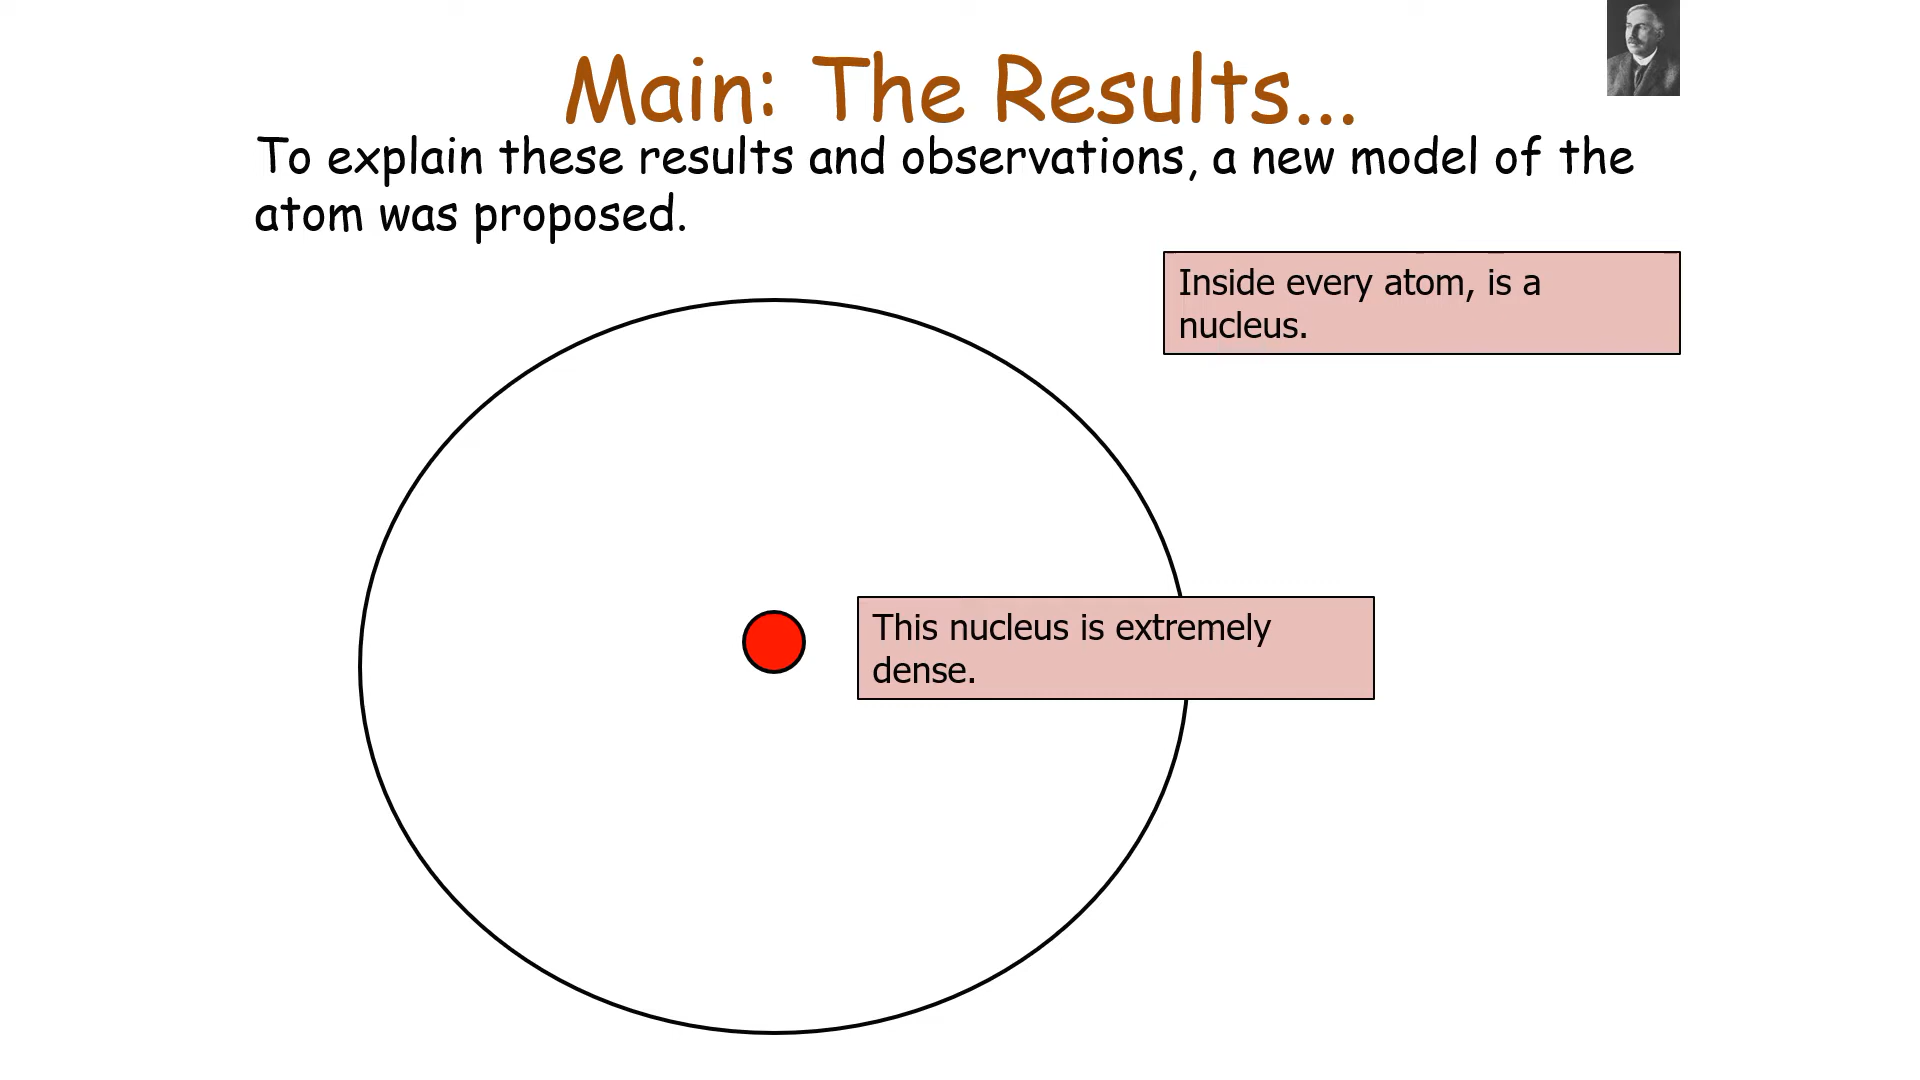 Main: The Results...
To explain these results and observations, a new model of the
atom was proposed.
Inside every atom, is a
nucleus.
This nucleus is extremely
dense.